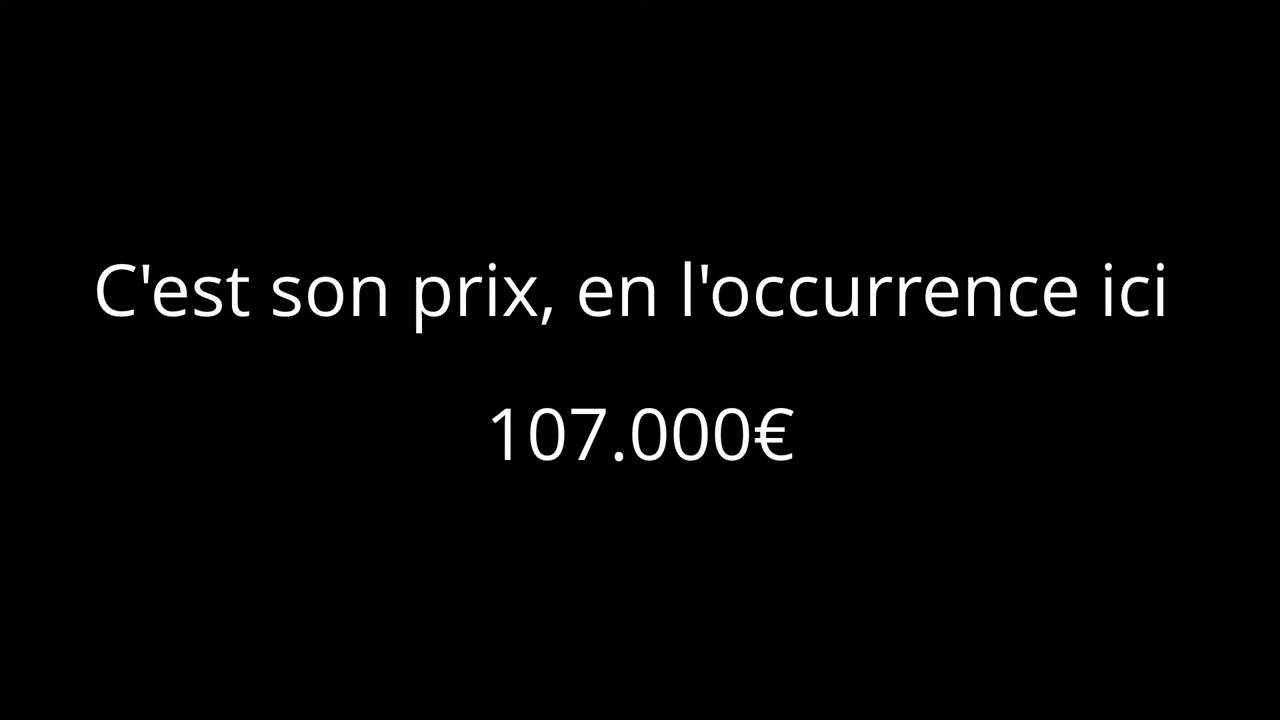 C'est son prix, en l'occurrence ici
107.000€